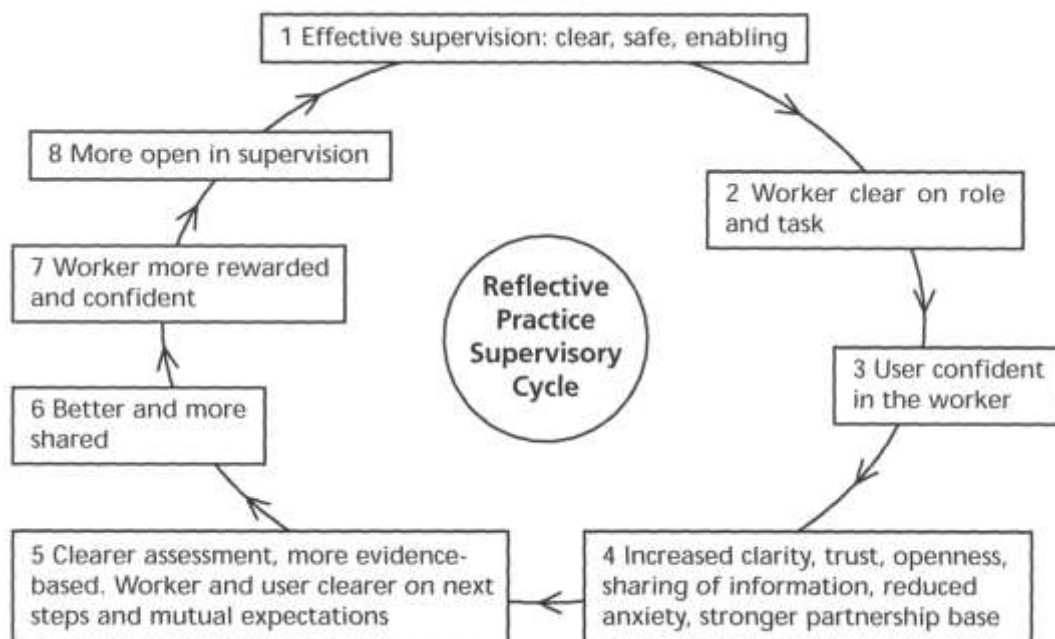 1 Effective supervision: clear, safe, enabling
8 More open in supervision
2 Worker clear on role
and task
7 Worker more rewarded
and confident
Reflective
Practice
Supervisory
Cycle
3 User confident
in the worker
6 Better and more
shared
5 Clearer assessment, more evidence-
based. Worker and user clearer on next
steps and mutual expectations
4 Increased clarity, trust, openness,
sharing of information, reduced
anxiety, stronger partnership base